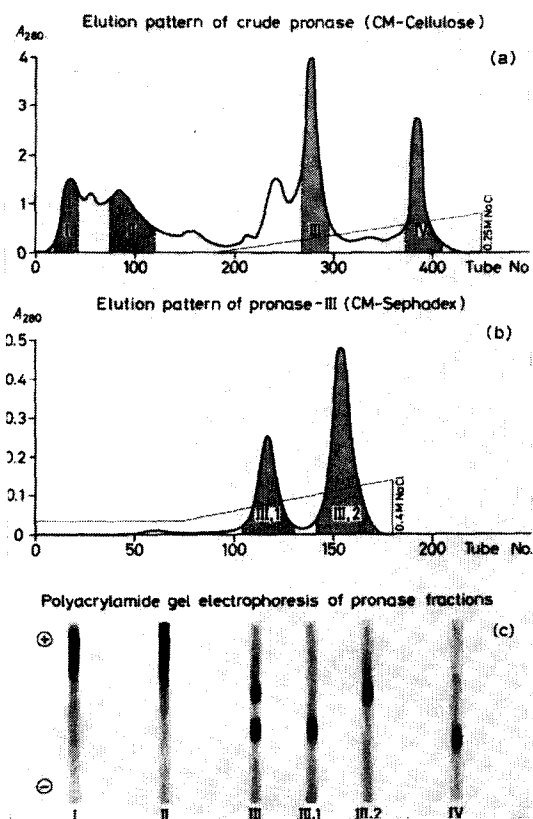 Elution pattern of crude pronase (CM-Cellulose)
A280
(a)
4
3
2
1
0
I
II
III
IV
0.25M NaCl
0 100 200 300 400 Tube No
Elution pattern of pronase-III (CM-Sephadex)
A280
(b)
0.5
0.4
0.3
0.2
0.1
0
III,1
III,2
0.4M NaCl
0 50 100 150 200 Tube No.
Polyacrylamide gel electrophoresis of pronase fractions
(c)
+
−
I II III III.1 III.2 IV